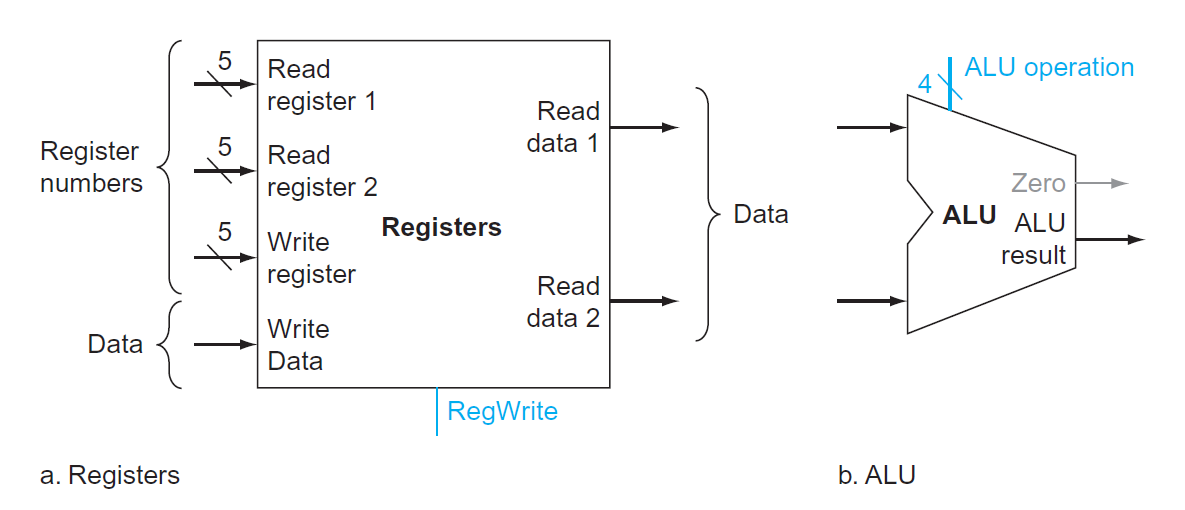 Register
numbers
5
5
5
Data
Read
register 1
Read
register 2
Write
register
Write
Data
Registers
Read
data 1
Read
data 2
RegWrite
Data
4
ALU operation
ALU
Zero
ALU
result
a. Registers
b. ALU